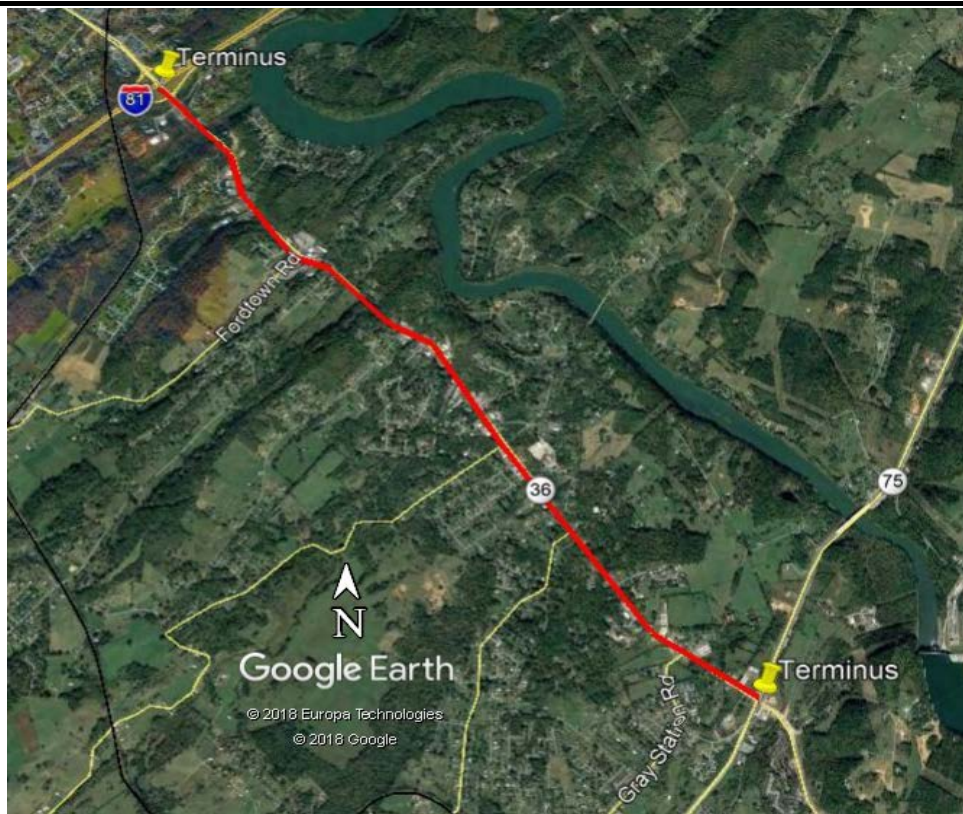 Terminus
81
Fordtown Rd
36
75
N
Google Earth
Terminus
© 2018 Europa Technologies
© 2018 Google
Gray Station Rd